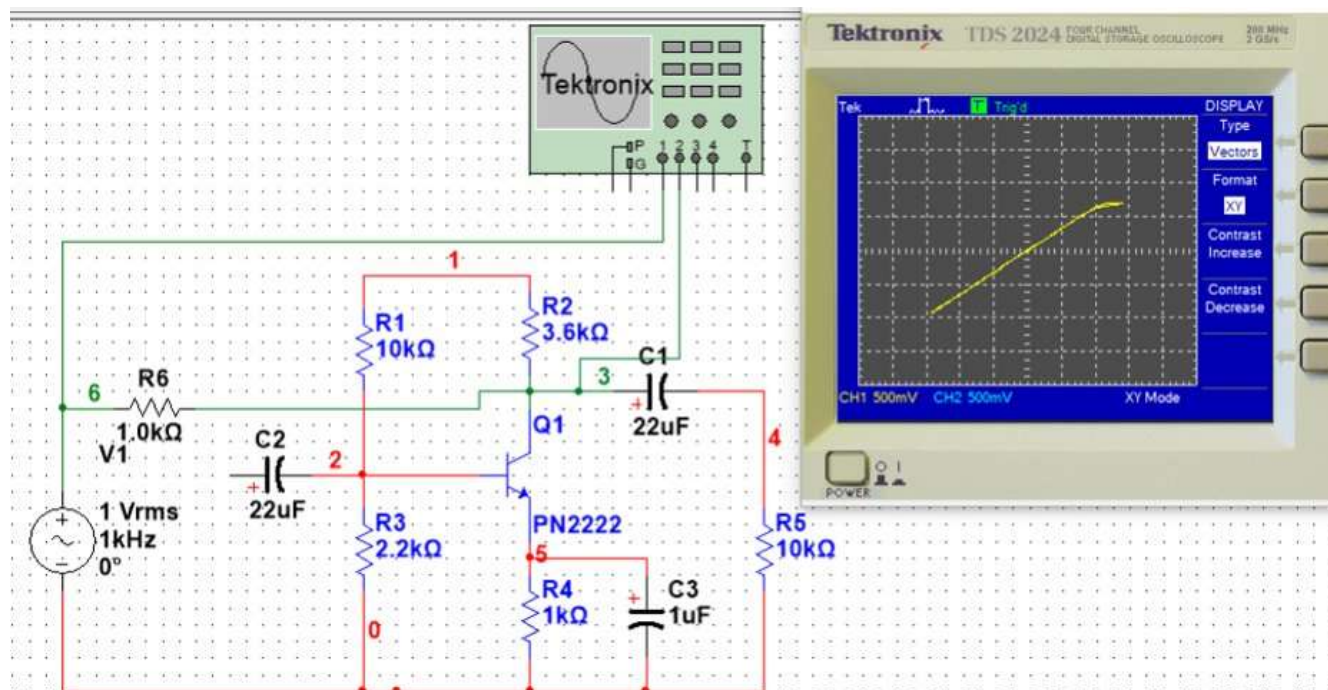 Tektronix
P
G
1 2 3 4 T
1
R1
10kΩ
R2
3.6kΩ
C1
3
22uF
6
R6
1.0kΩ
V1
C2
2
22uF
Q1
4
1 Vrms
1kHz
0°
R3
2.2kΩ
PN2222
5
R5
10kΩ
R4
1kΩ
C3
1uF
0
Tektronix TDS 2024 FOUR CHANNEL
DIGITAL STORAGE OSCILLOSCOPE
200 MHz
2 GS/s
Tek T Trig'd DISPLAY
Type
Vectors
Format
XY
Contrast
Increase
Contrast
Decrease
CH1 500mV CH2 500mV XY Mode
POWER